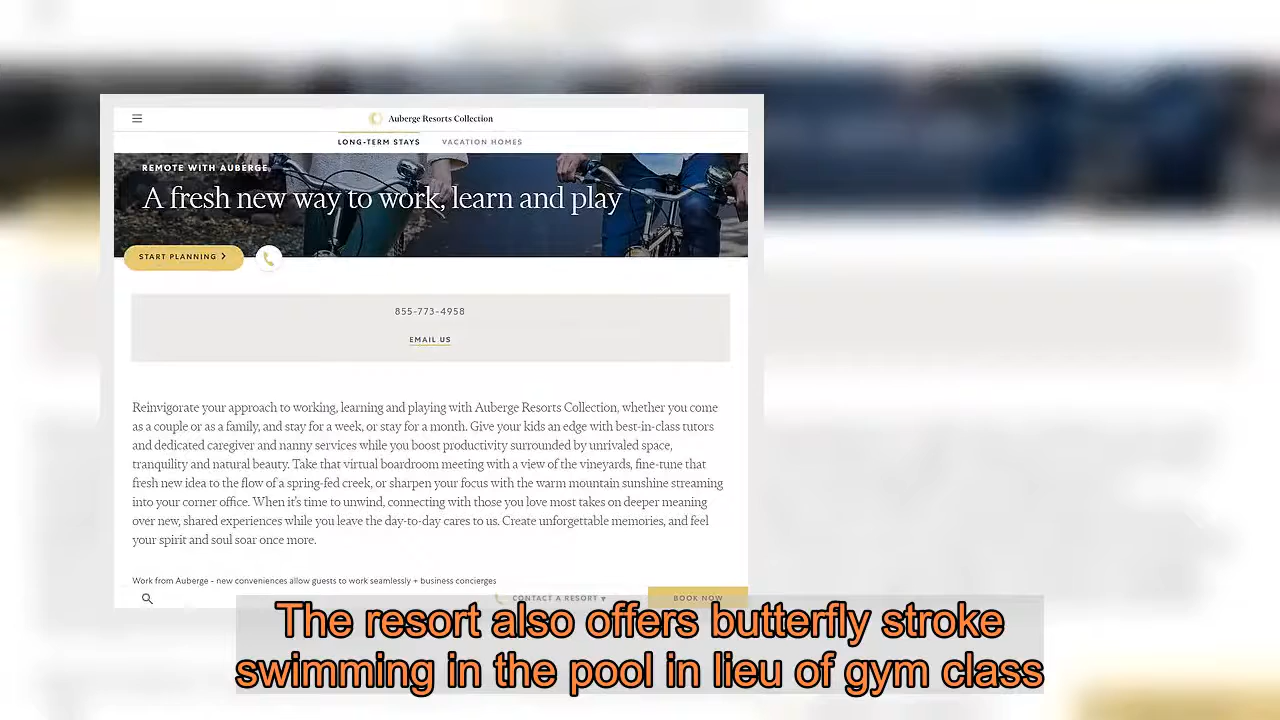 Auberge Resorts Collection
LONG-TERM STAYS VACATION HOMES
REMOTE WITH AUBERGE
A fresh new way to work, learn and play
START PLANNING
855-773-4958
EMAIL US
Reinvigorate your approach to working, learning and playing with Auberge Resorts Collection, whether you come
as a couple or as a family, and stay for a week, or stay for a month. Give your kids an edge with best-in-class tutors
and dedicated caregiver and nanny services while you boost productivity surrounded by unrivaled space,
tranquility and natural beauty. Take that virtual boardroom meeting with a view of the vineyards, fine-tune that
fresh new idea to the flow of a spring-fed creek, or sharpen your focus with the warm mountain sunshine streaming
into your corner office. When it's time to unwind, connecting with those you love most takes on deeper meaning
over new, shared experiences while you leave the day-to-day cares to us. Create unforgettable memories, and feel
your spirit and soul soar once more.
Work from Auberge - new conveniences allow guests to work seamlessly + business concierges
CONTACT A RESORT BOOK NOW
The resort also offers butterfly stroke
swimming in the pool in lieu of gym class